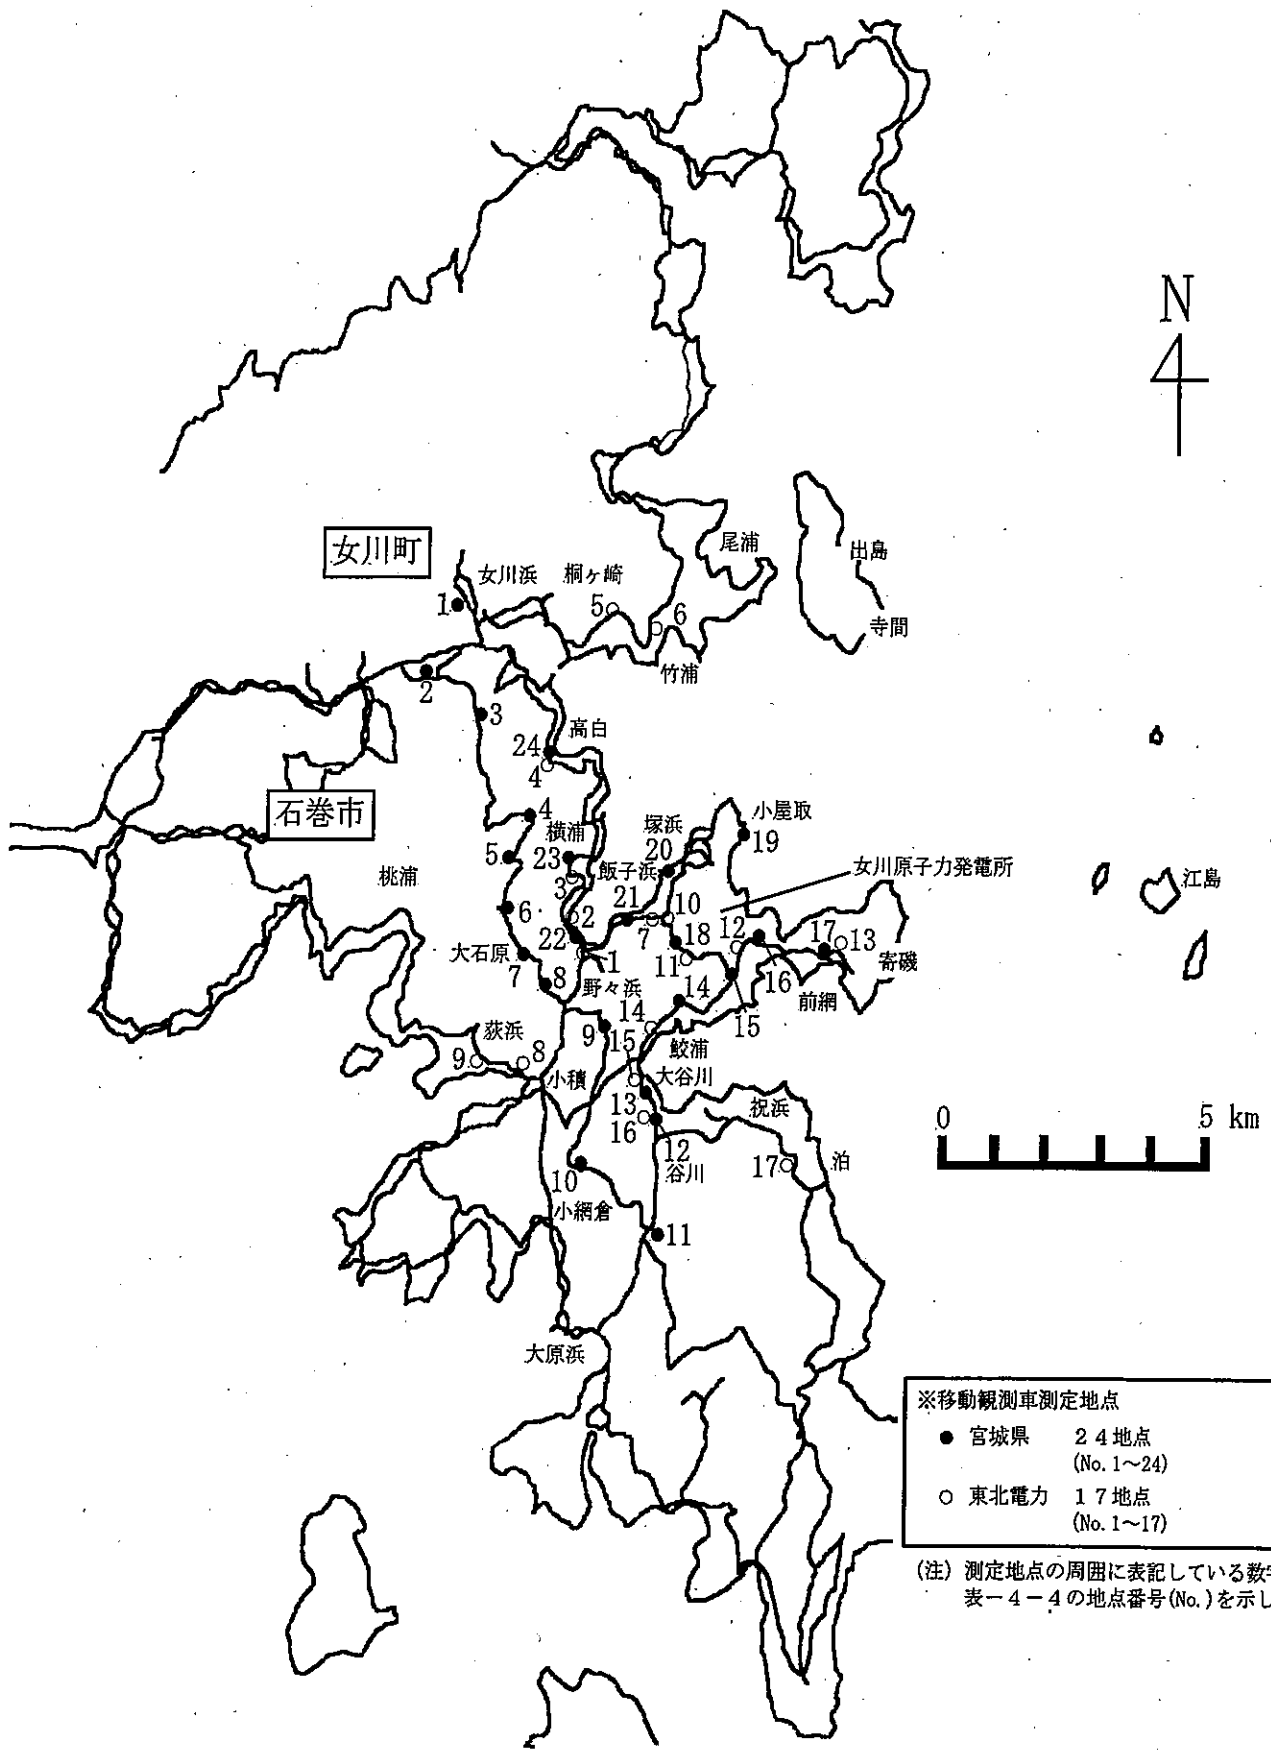 N
女川町
女川浜
桐ヶ崎
尾浦
出島
寺間
竹浦
1
5
6
2
3
高白
24
4
石巻市
4
横浦
塚浜
小屋取
19
5
23
20
飯子浜
女川原子力発電所
桃浦
3
江島
6
2
21
7
10
12
17
13
22
18
大石原
7
8
1
11
16
寄磯
野々浜
14
前網
14
15
9
15
鮫浦
荻浜
9
8
小積
大谷川
13
祝浜
16
0
5 km
12
谷川
17
泊
10
小網倉
11
大原浜
※移動観測車測定地点
● 宮城県 24地点
(No.1～24)
○ 東北電力 17地点
(No.1～17)
(注) 測定地点の周囲に表記している数字
表－4－4の地点番号(No.)を示し